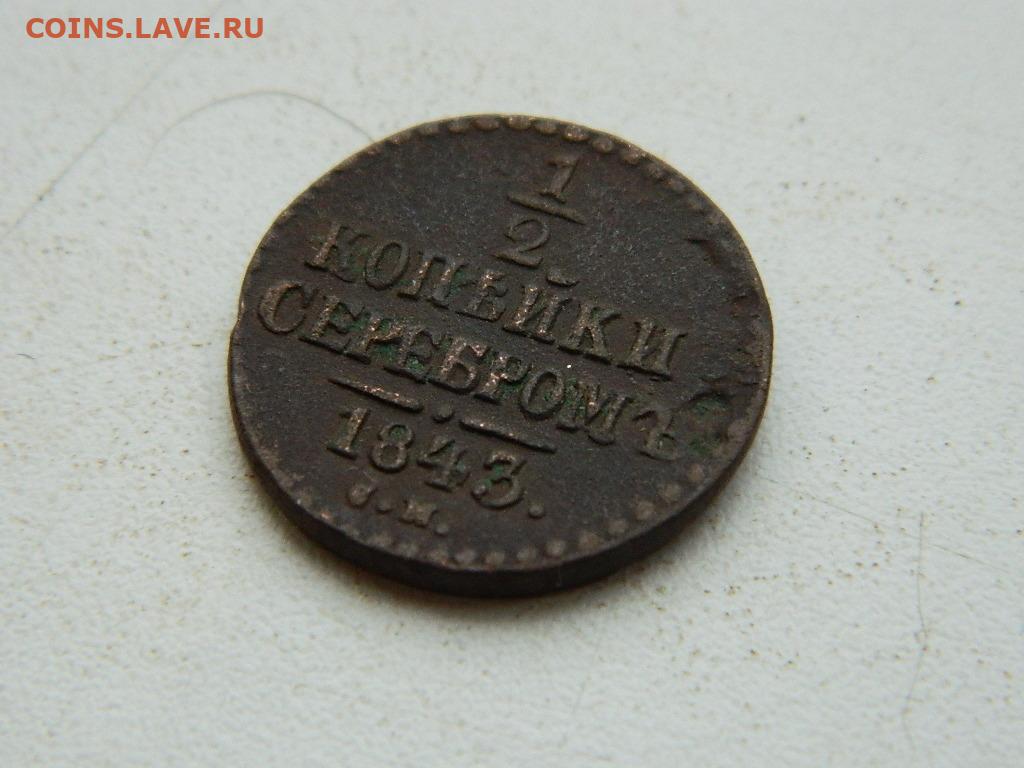 COINS.LAVE.RU
1
2
КОПѢЙКИ
СЕРЕБРОМЪ
1843.
С.М.